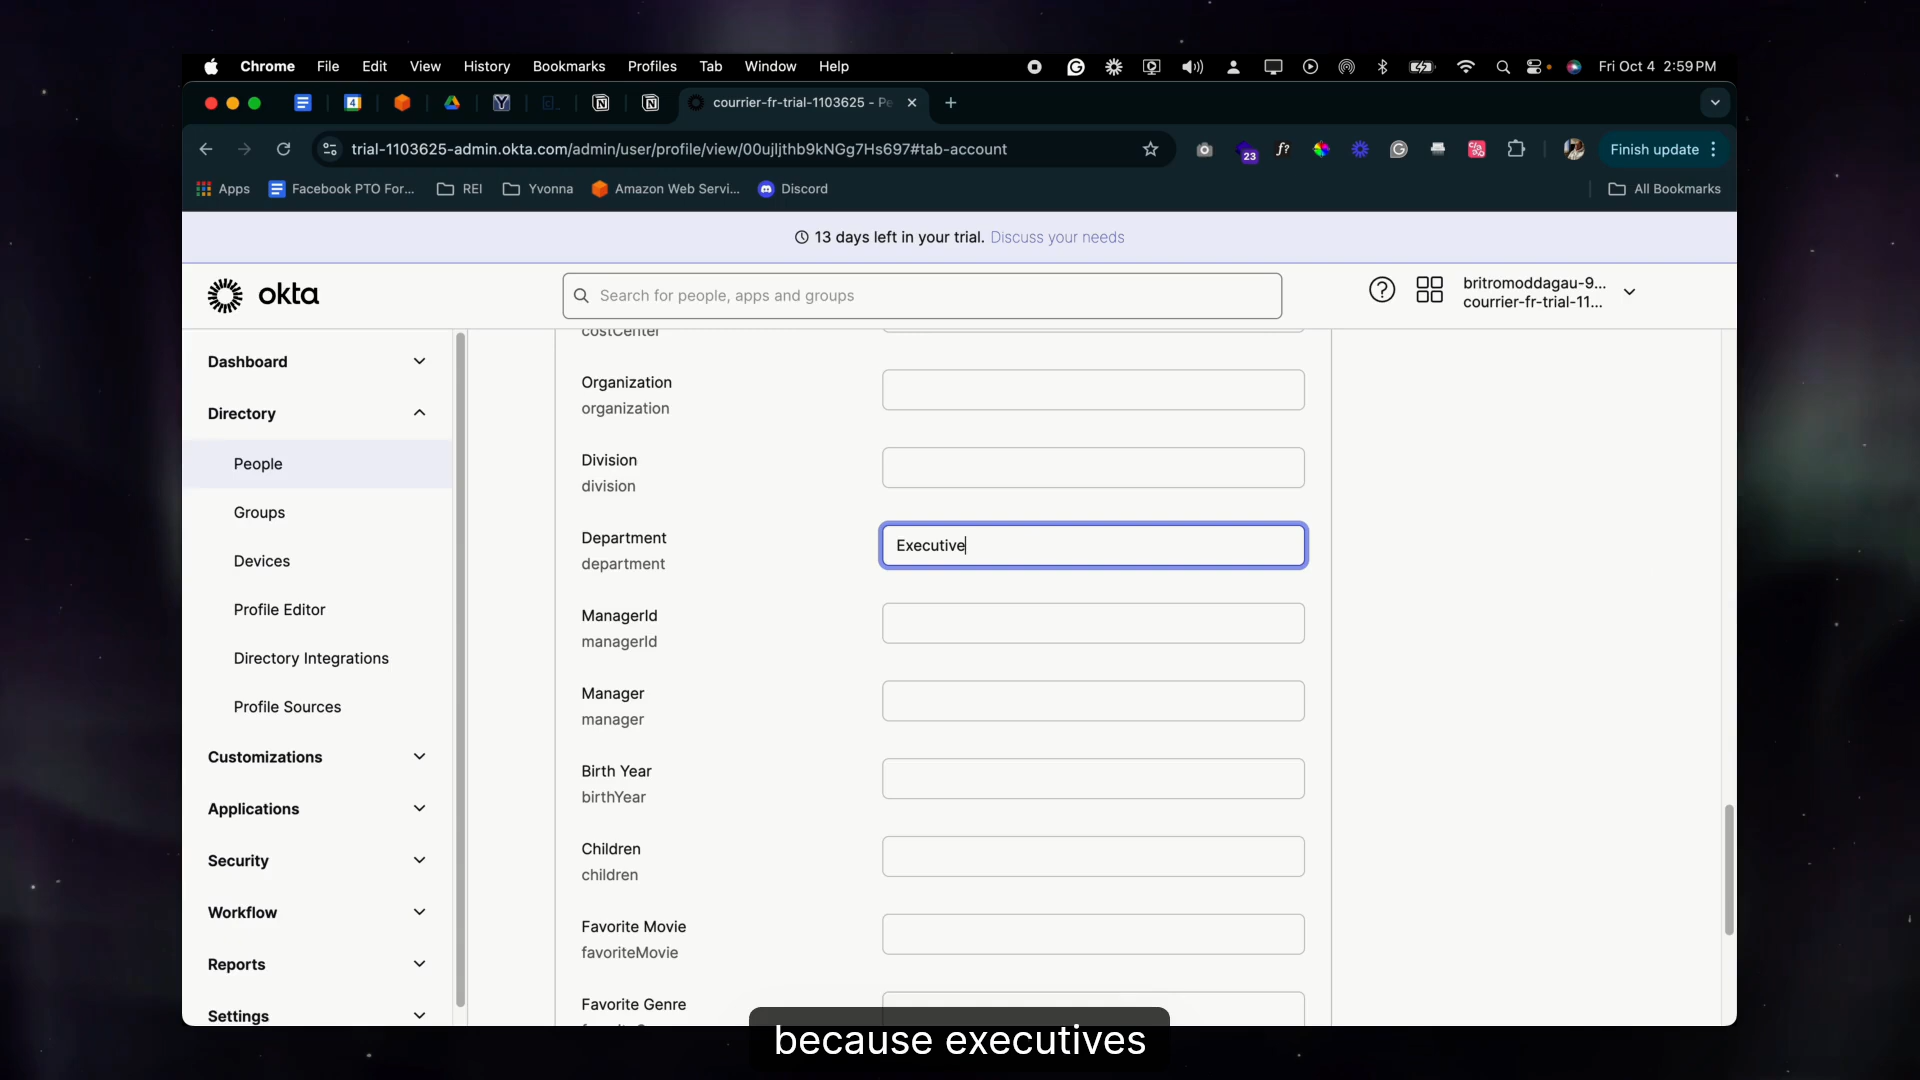 Chrome File Edit View History Bookmarks Profiles Tab Window Help Fri Oct 4 2:59 PM
4 courrier-fr-trial-1103625 - Pe
trial-1103625-admin.okta.com/admin/user/profile/view/00ujljthb9kNGg7Hs697#tab-account 23 f? Finish update
Apps Facebook PTO For... REI Yvonna Amazon Web Servi... Discord All Bookmarks
13 days left in your trial. Discuss your needs
okta Search for people, apps and groups britromoddagau-9...
courrier-fr-trial-11...
Dashboard
Directory
People
Groups
Devices
Profile Editor
Directory Integrations
Profile Sources
Customizations
Applications
Security
Workflow
Reports
Settings
costCenter
Organization
organization
Division
division
Department Executive
department
ManagerId
managerId
Manager
manager
Birth Year
birthYear
Children
children
Favorite Movie
favoriteMovie
Favorite Genre
because executives